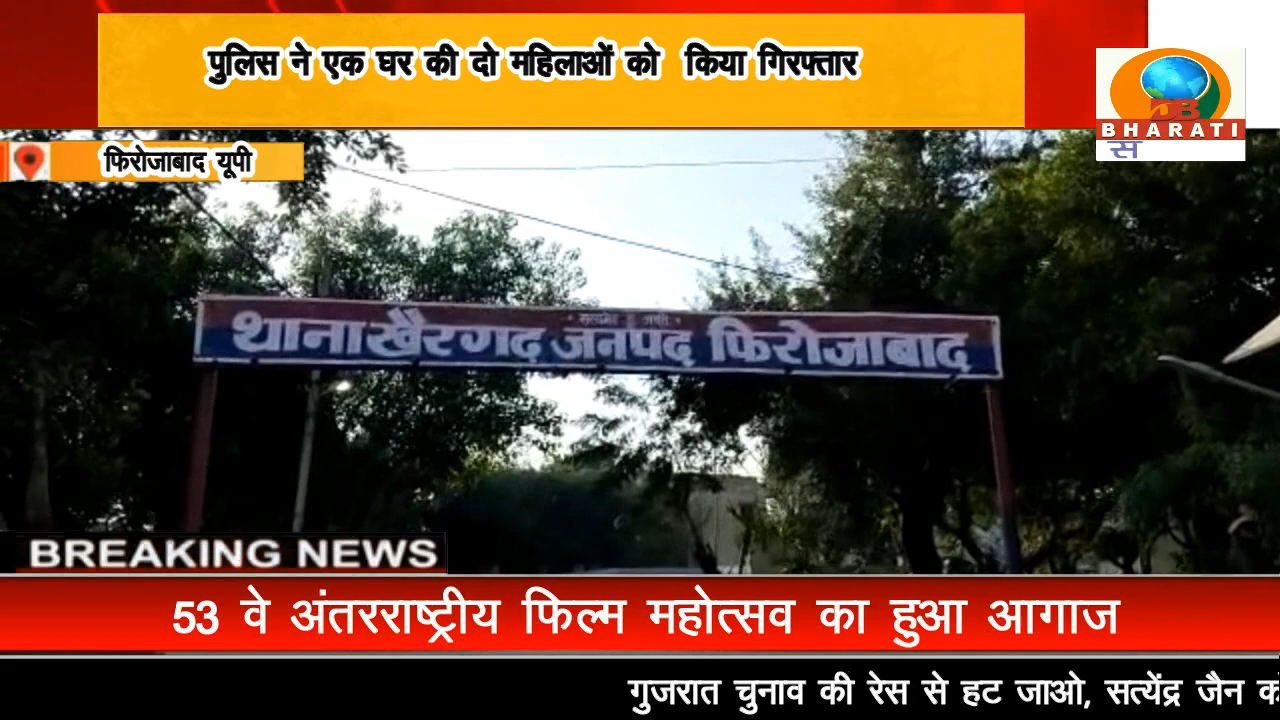 पुलिस ने एक घर की दो महिलाओं को किया गिरफ्तार
BHARATI
स
फिरोजाबाद यूपी
थाना खैरगढ़ जनपद फिरोजाबाद
BREAKING NEWS
53 वे अंतरराष्ट्रीय फिल्म महोत्सव का हुआ आगाज
गुजरात चुनाव की रेस से हट जाओ, सत्येंद्र जैन को